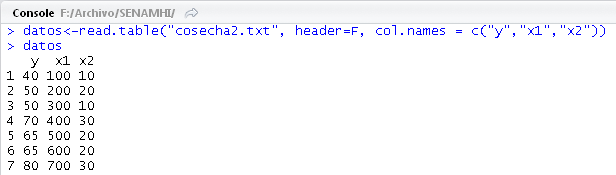 Console F:/Archivo/SENAMHI/
> datos<-read.table("cosecha2.txt", header=F, col.names = c("y","x1","x2"))
> datos
y x1 x2
1 40 100 10
2 50 200 20
3 50 300 10
4 70 400 30
5 65 500 20
6 65 600 20
7 80 700 30